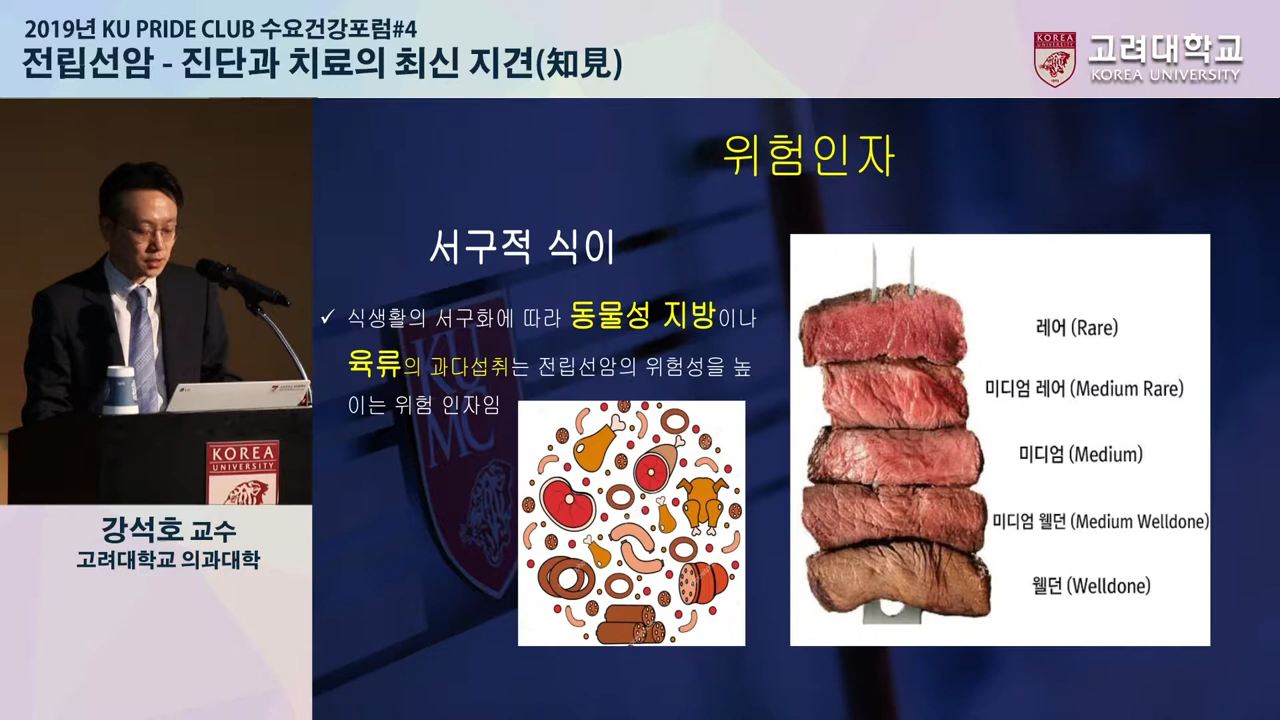 2019년 KU PRIDE CLUB 수요건강포럼#4
전립선암 - 진단과 치료의 최신 지견(知見)
KOREA
UNIVERSITY
고려대학교
KOREA UNIVERSITY
위험인자
서구적 식이
✓ 식생활의 서구화에 따라 동물성 지방이나
육류의 과다섭취는 전립선암의 위험성을 높
이는 위험 인자임
KU
MC
레어 (Rare)
미디엄 레어 (Medium Rare)
미디엄 (Medium)
미디엄 웰던 (Medium Welldone)
웰던 (Welldone)
KOREA
UNIVERSITY
강석호 교수
고려대학교 의과대학